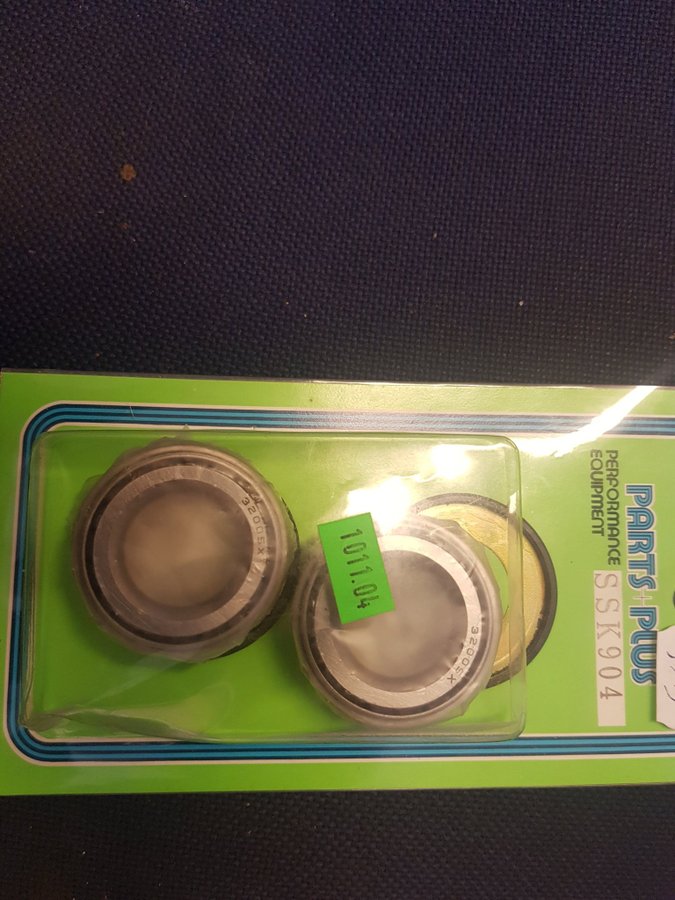 PARTS+PLUS
PERFORMANCE
EQUIPMENT
SSK904
32005X
1011.04
32005X